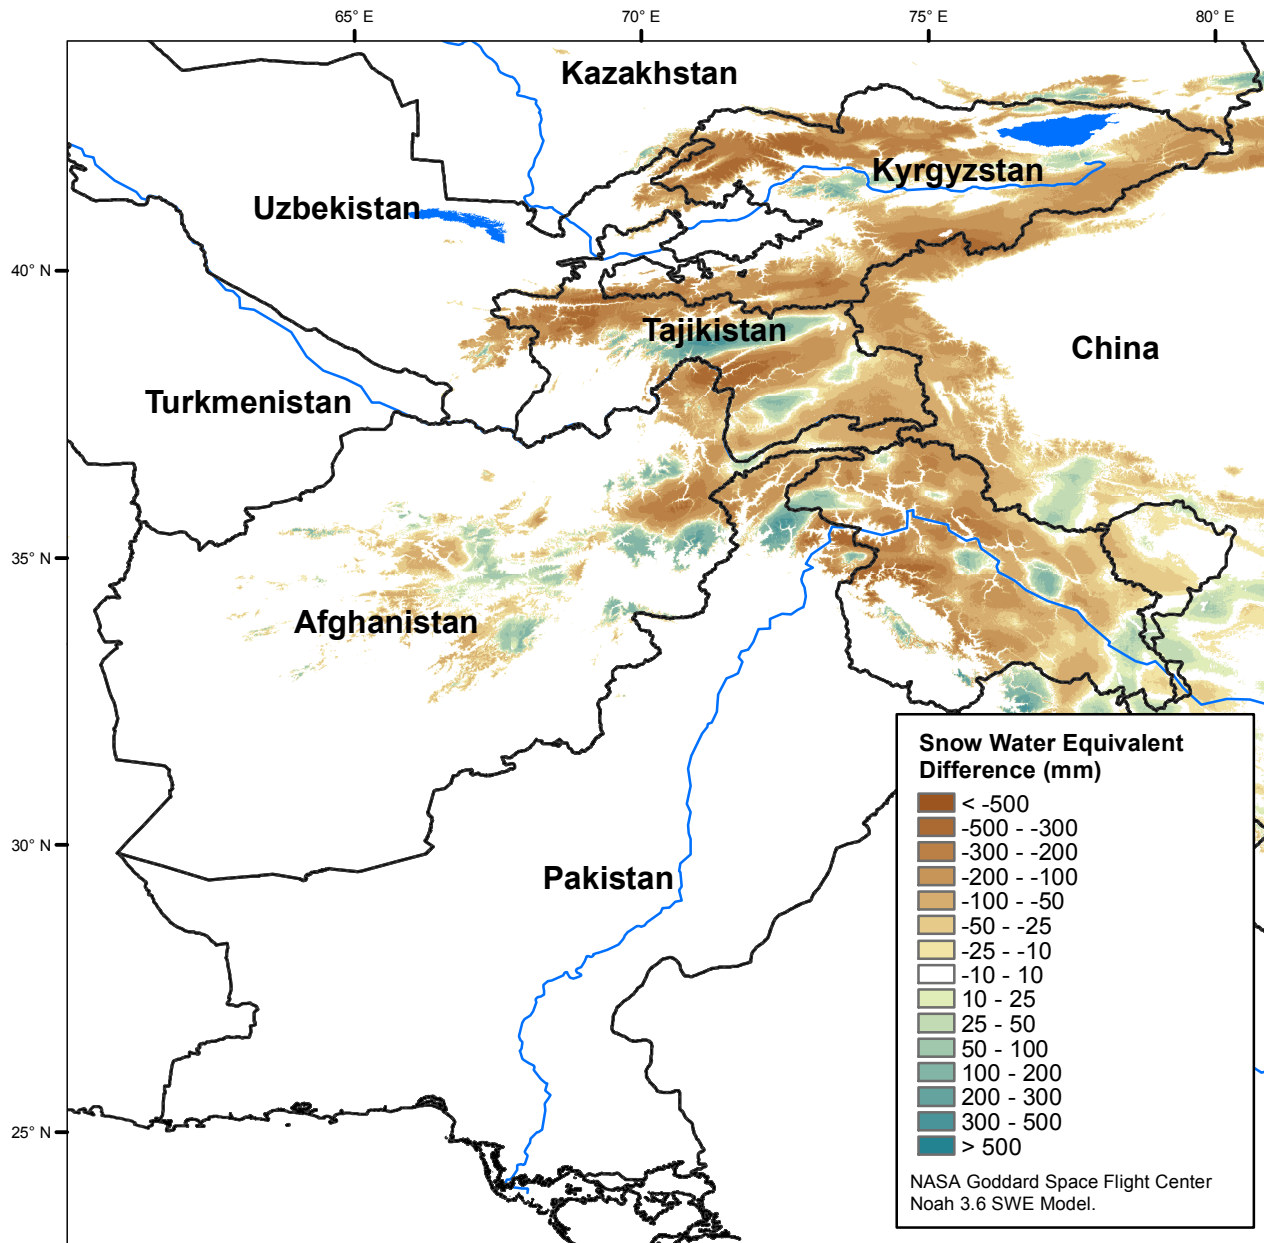 65° E
70° E
75° E
80° E
Kazakhstan
Kyrgyzstan
Uzbekistan
40° N
Tajikistan
China
Turkmenistan
35° N
Afghanistan
30° N
Pakistan
25° N
Snow Water Equivalent
Difference (mm)
< -500
-500 - -300
-300 - -200
-200 - -100
-100 - -50
-50 - -25
-25 - -10
-10 - 10
10 - 25
25 - 50
50 - 100
100 - 200
200 - 300
300 - 500
> 500
NASA Goddard Space Flight Center
Noah 3.6 SWE Model.